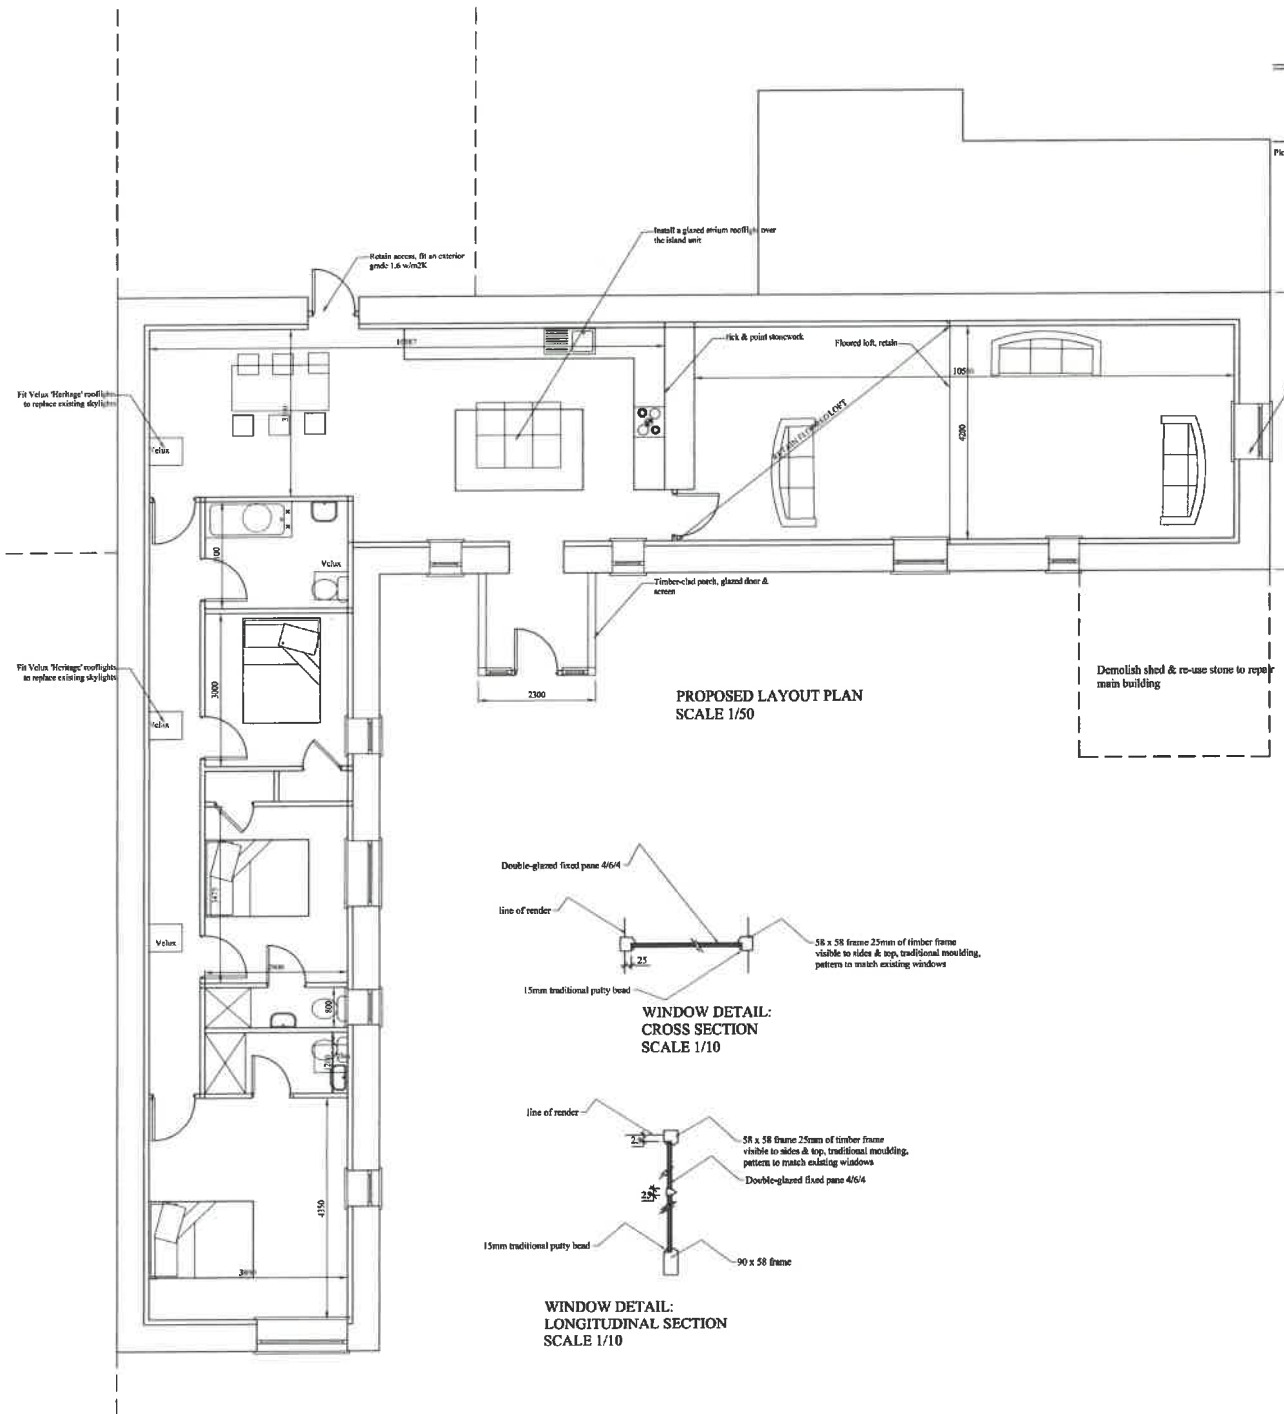 Pic
Install a glazed atrium rooflight over
the island unit
Retain access, fit an exterior
grade 1.6 w/m2K
Pick & point stonework
Floored loft, retain
Fit Velux 'Heritage' rooflights
to replace existing skylights
Velux
4200
RETAIN FLOORED LOFT
Velux
Timber-clad porch, glazed door &
screen
Fit Velux 'Heritage' rooflights
to replace existing skylights
3000
Velux
2300
PROPOSED LAYOUT PLAN
SCALE 1/50
Demolish shed & re-use stone to repair
main building
Double-glazed fixed pane 4/6/4
line of render
Velux
3475
25
58 x 58 frame 25mm of timber frame
visible to sides & top, traditional moulding,
pattern to match existing windows
15mm traditional putty bead
800
WINDOW DETAIL:
CROSS SECTION
SCALE 1/10
line of render
58 x 58 frame 25mm of timber frame
visible to sides & top, traditional moulding,
pattern to match existing windows
Double-glazed fixed pane 4/6/4
4350
15mm traditional putty bead
90 x 58 frame
WINDOW DETAIL:
LONGITUDINAL SECTION
SCALE 1/10